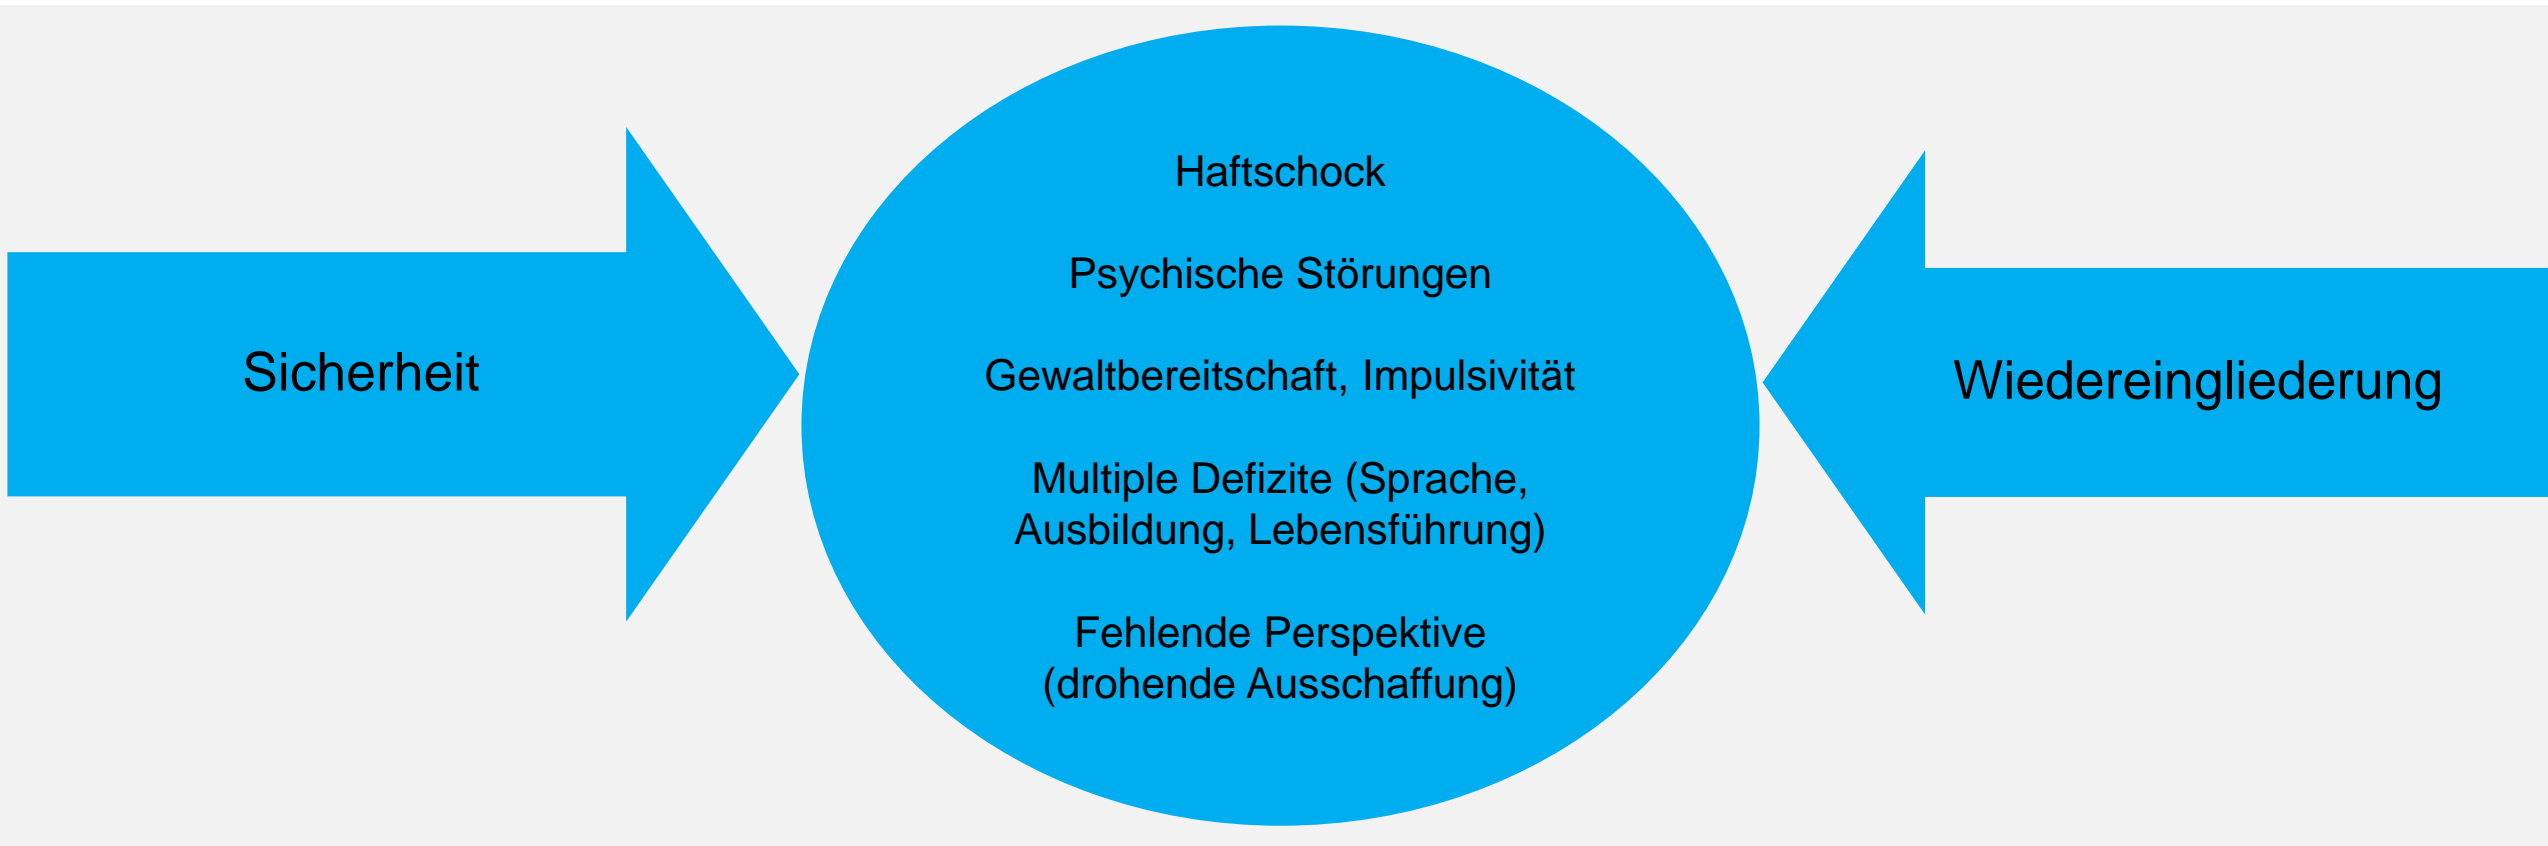 Sicherheit
Haftschock
Psychische Störungen
Gewaltbereitschaft, Impulsivität
Multiple Defizite (Sprache,
Ausbildung, Lebensführung)
Fehlende Perspektive
(drohende Ausschaffung)
Wiedereingliederung